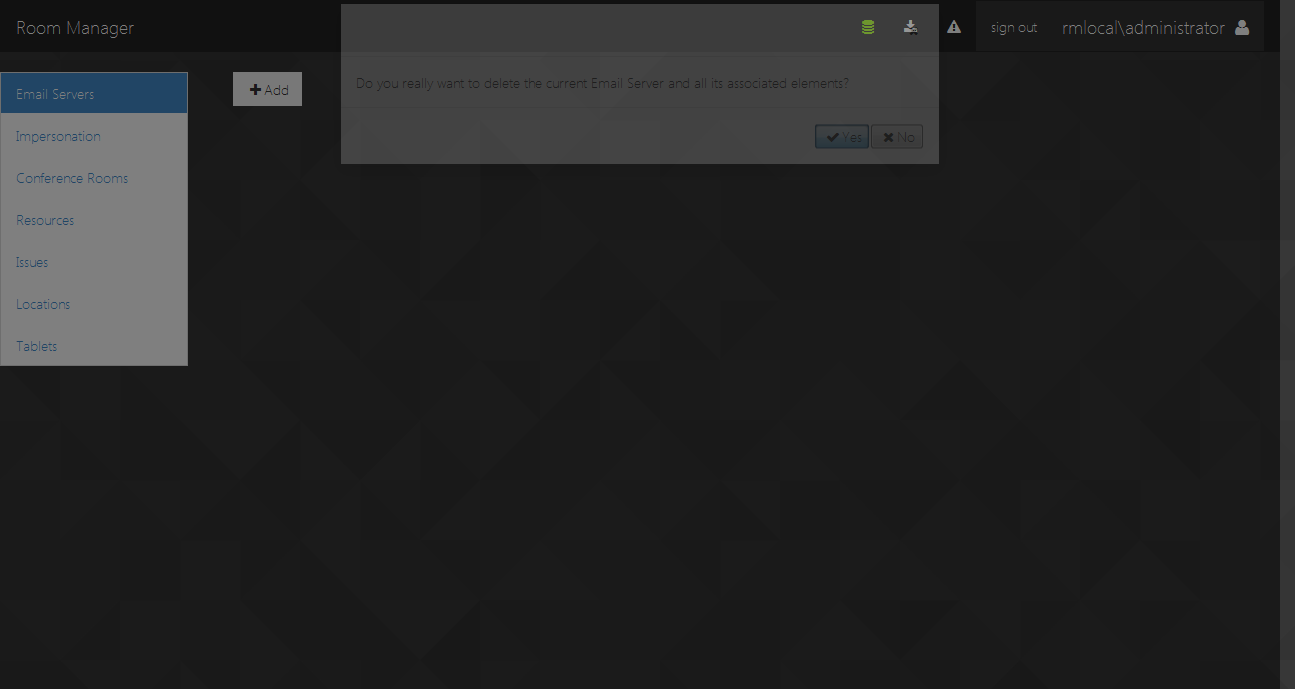 Room Manager
sign out
rmlocal\administrator
Email Servers
Add
Do you really want to delete the current Email Server and all its associated elements?
Impersonation
Yes
No
Conference Rooms
Resources
Issues
Locations
Tablets